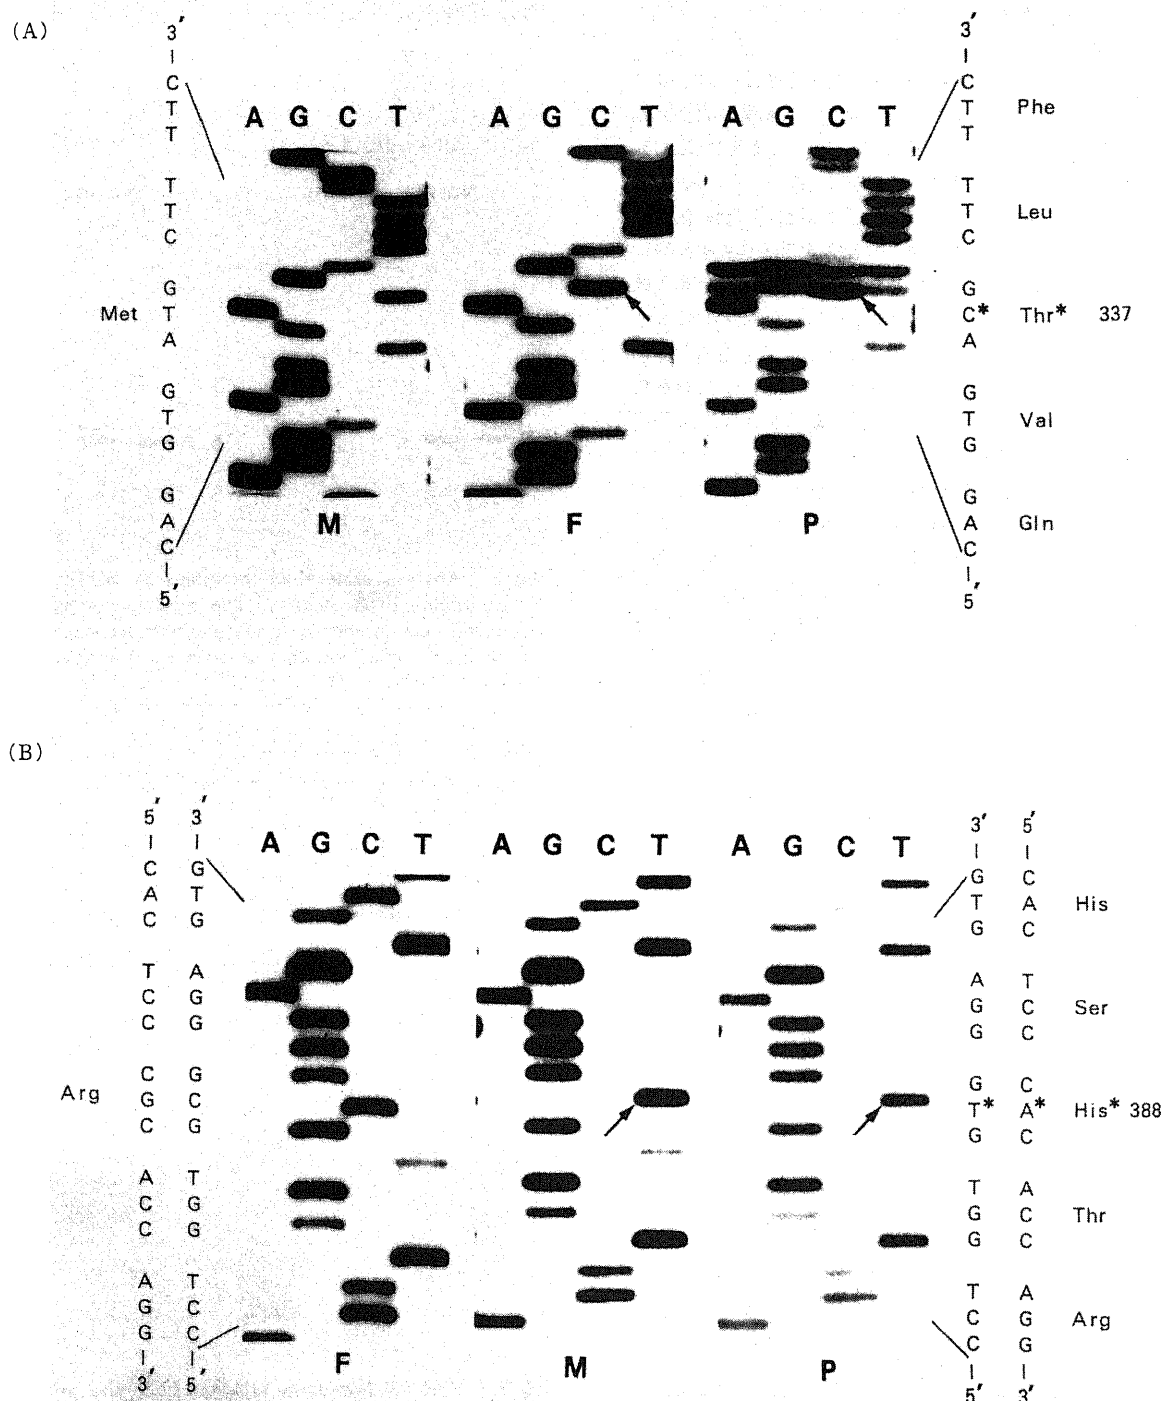 (A)
3'
3'
C
T
T
A G C T
A G C T
A G C T
C
T
T
Phe
T
T
C
T
T
C
Leu
Met
G
T
A
G
C*
A
Thr* 337
G
T
G
G
T
G
Val
G
A
C
G
A
C
Gln
M
F
P
5'
5'
(B)
5' 3'
3' 5'
A G C T
A G C T
A G C T
C G
A T
C G
G C
T A
G C
His
T A
C G
C G
A T
G C
G C
Ser
Arg
C G
G C
C G
G C
T* A*
G C
His* 388
A T
C G
C G
T A
G C
G C
Thr
A T
G C
G C
T A
C G
C G
Arg
F
M
P
3' 5'
5' 3'